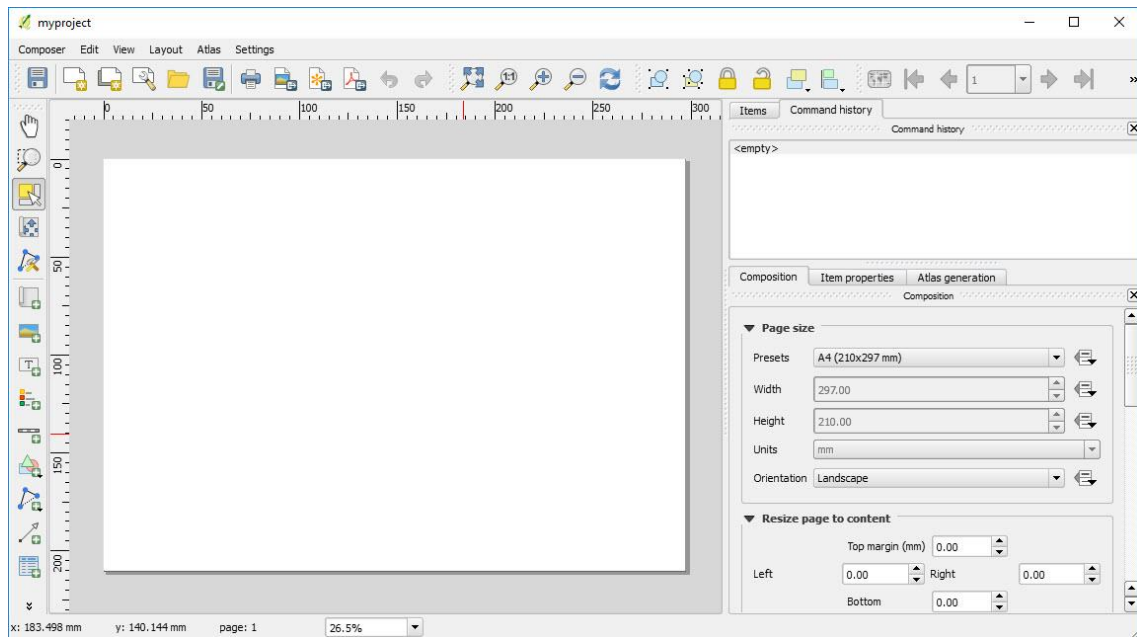 myproject
Composer Edit View Layout Atlas Settings
1:1
1
0 50 100 150 200 250 300
0
50
100
150
200
Items Command history
Command history
<empty>
Composition Item properties Atlas generation
Composition
Page size
Presets A4 (210x297 mm)
Width 297.00
Height 210.00
Units mm
Orientation Landscape
Resize page to content
Top margin (mm) 0.00
Left 0.00 Right 0.00
Bottom 0.00
x: 183.498 mm y: 140.144 mm page: 1 26.5%